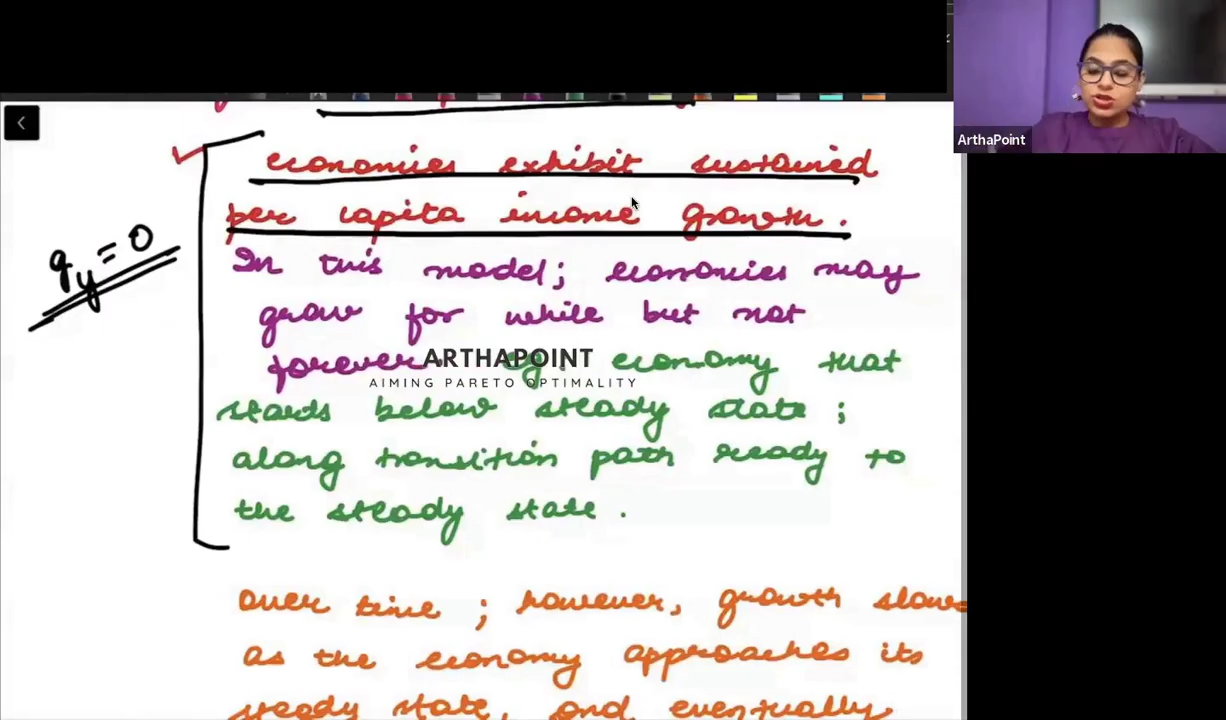 ArthaPoint
economies exhibit sustained
per capita income growth.
gy = 0
In this model; economies may
grow for while but not
forever. eg. economy that
ARTHAPOINT
AIMING PARETO OPTIMALITY
starts below steady state;
along transition path ready to
the steady state.
over time; however, growth slows
as the economy approaches its
steady state, and eventually